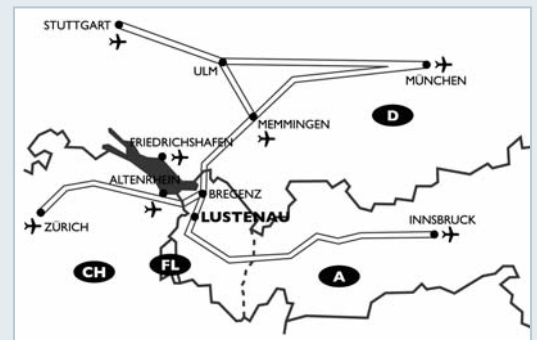 STUTTGART
ULM
MÜNCHEN
D
MEMMINGEN
FRIEDRICHSHAFEN
ALTENRHEIN
BREGENZ
LUSTENAU
ZÜRICH
INNSBRUCK
CH
FL
A